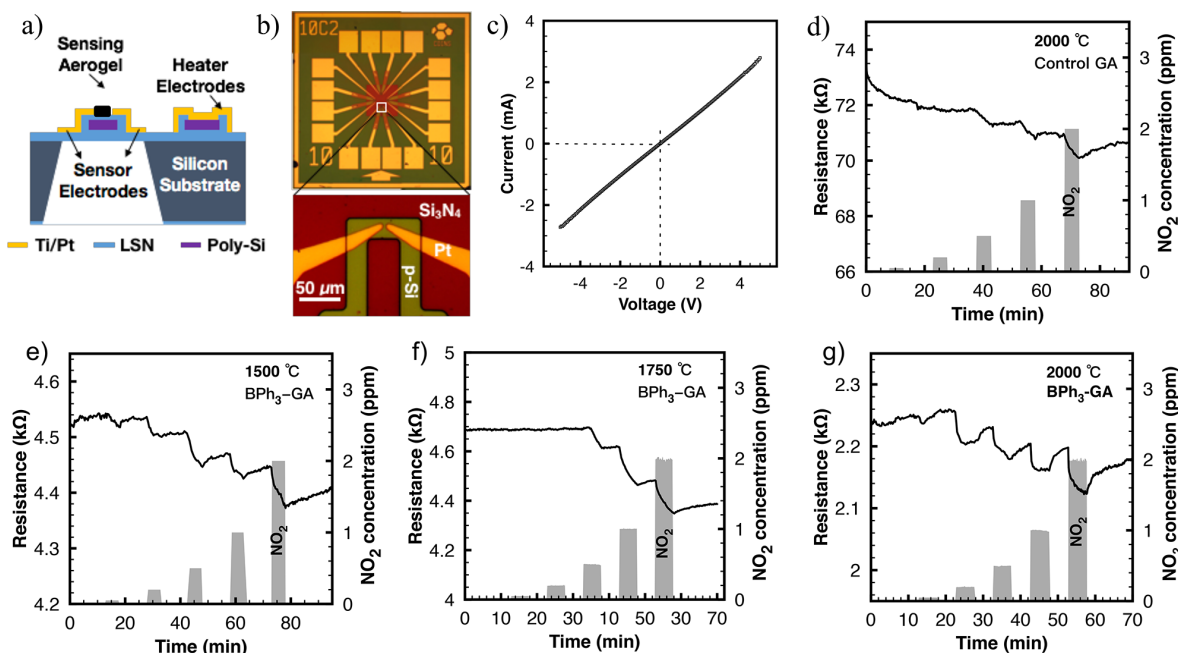 a)
Sensing
Aerogel
Heater
Electrodes
Sensor
Electrodes
Silicon
Substrate
Ti/Pt
LSN
Poly-Si
b)
10C2
10
10
Si₃N₄
Pt
p-Si
50 µm
c)
Current (mA)
4
2
0
-2
-4
-4
-2
0
2
4
Voltage (V)
d)
2000 ℃
Control GA
Resistance (kΩ)
74
72
70
68
66
NO₂
0
20
40
60
80
Time (min)
3
2
1
0
NO₂ concentration (ppm)
e)
1500 ℃
BPh₃–GA
Resistance (kΩ)
4.6
4.5
4.4
4.3
4.2
NO₂
0
20
40
60
80
Time (min)
3
2
1
0
NO₂ concentration (ppm)
f)
1750 ℃
BPh₃–GA
Resistance (kΩ)
5
4.8
4.6
4.4
4.2
4
NO₂
0
10
20
30
40
50
30
70
Time (min)
3
2
1
0
NO₂ concentration (ppm)
g)
2000 ℃
BPh₃-GA
Resistance (kΩ)
2.3
2.2
2.1
2
NO₂
0
10
20
30
40
50
60
70
Time (min)
3
2
1
0
NO₂ concentration (ppm)